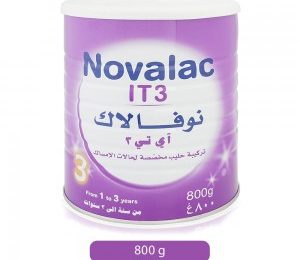 Novalac
IT3
نوفالاك
آي تي ٣
تركيبة حليب مخصصة لحالات الإمساك
3
From 1 to 3 years
من سنة الى ٣ سنوات
800g
٨٠٠ غ
800 g